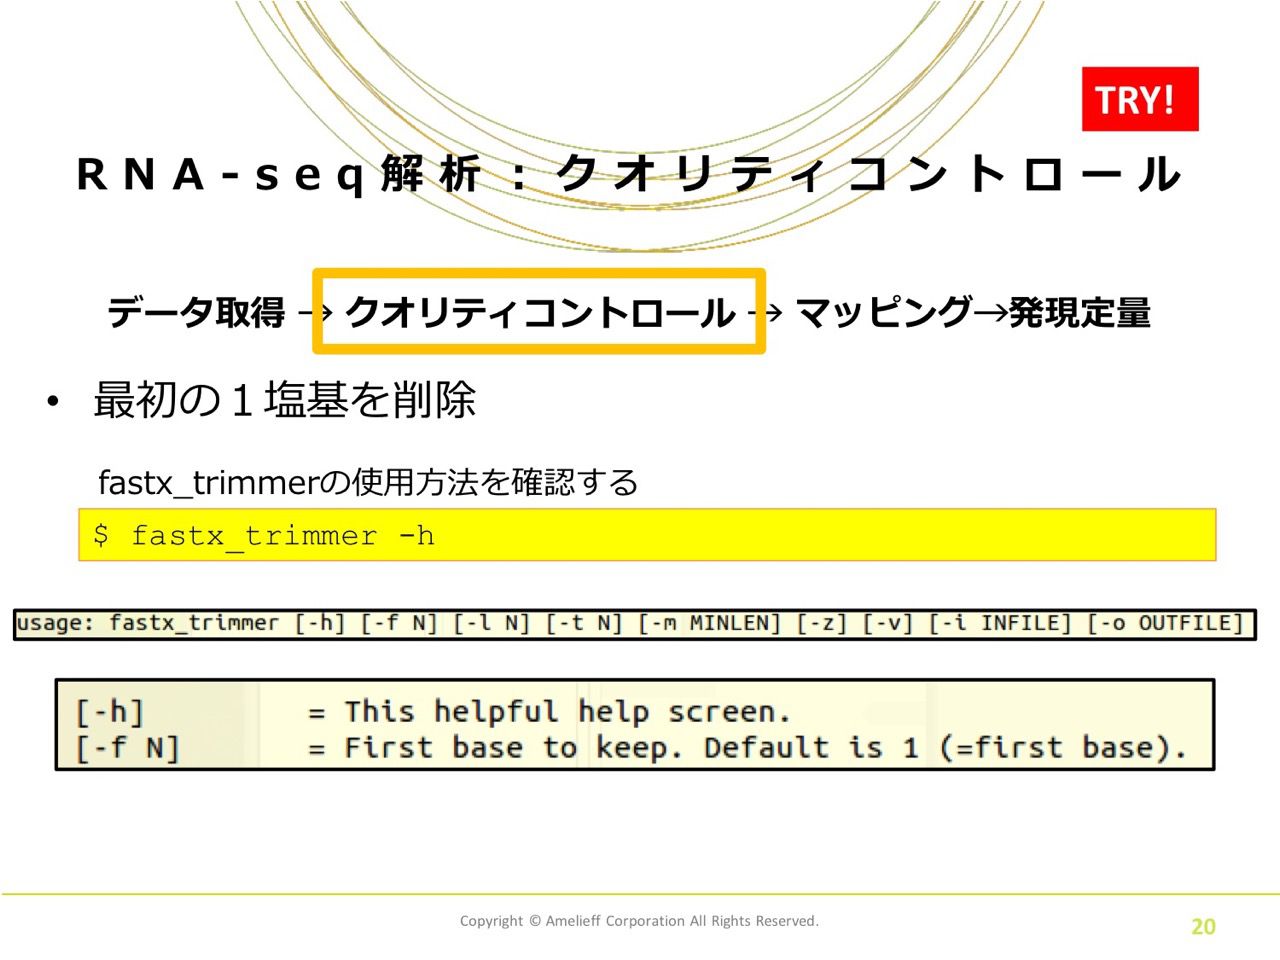 TRY!
RNA-seq解析：クオリティコントロール
データ取得 → クオリティコントロール → マッピング→発現定量
• 最初の１塩基を削除
fastx_trimmerの使用方法を確認する
$ fastx_trimmer -h
usage: fastx_trimmer [-h] [-f N] [-l N] [-t N] [-m MINLEN] [-z] [-v] [-i INFILE] [-o OUTFILE]
[-h] = This helpful help screen.
[-f N] = First base to keep. Default is 1 (=first base).
Copyright © Amelieff Corporation All Rights Reserved.
20